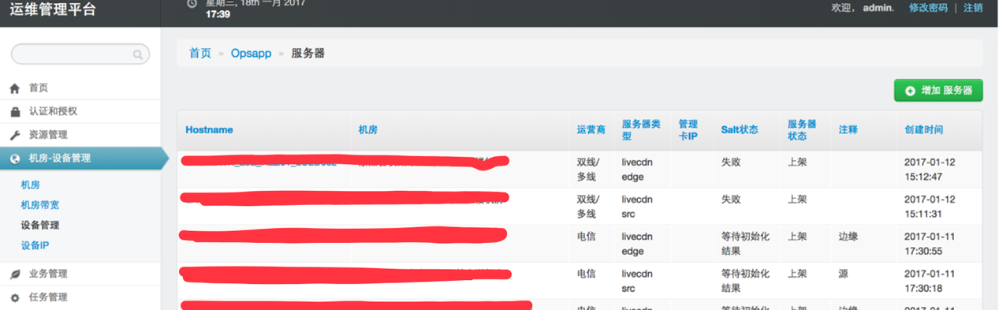 运维管理平台
星期三, 18th 一月 2017
17:39
欢迎， admin. 修改密码 | 注销
首页 » Opsapp » 服务器
增加 服务器
首页
认证和授权
资源管理
机房-设备管理
机房
机房带宽
设备管理
设备IP
业务管理
任务管理
Hostname 机房 运营商 服务器类型 管理卡IP Salt状态 服务器状态 注释 创建时间
双线/多线 livecdn edge 失败 上架 2017-01-12 15:12:47
双线/多线 livecdn src 失败 上架 2017-01-12 15:11:31
电信 livecdn edge 等待初始化结果 上架 边缘 2017-01-11 17:30:55
电信 livecdn src 等待初始化结果 上架 源 2017-01-11 17:30:18
电信 livecdn 等待初始化 上架 边缘 2017-01-11